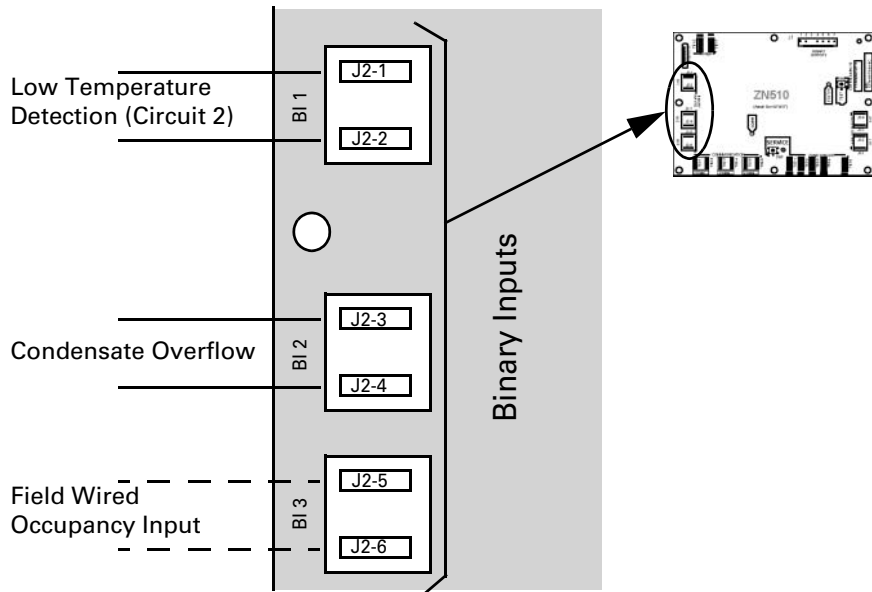 Low Temperature
Detection (Circuit 2)
BI 1
J2-1
J2-2
Condensate Overflow
BI 2
J2-3
J2-4
Field Wired
Occupancy Input
BI 3
J2-5
J2-6
Binary Inputs
ZN510
SERVICE